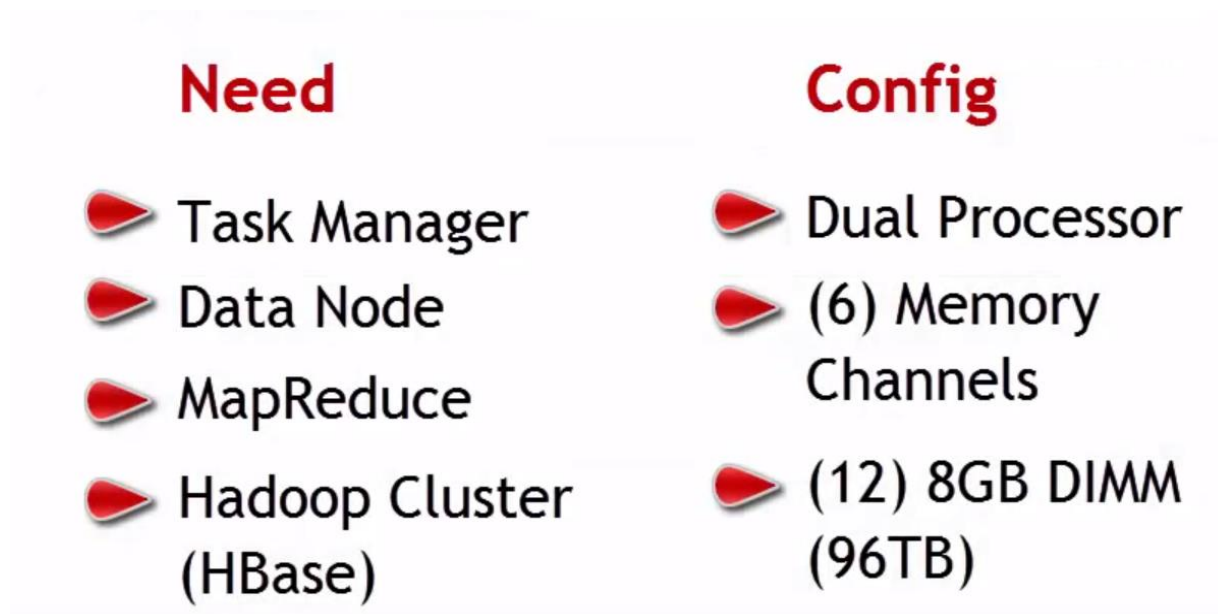 Need
Task Manager
Data Node
MapReduce
Hadoop Cluster
(HBase)
Config
Dual Processor
(6) Memory
Channels
(12) 8GB DIMM
(96TB)